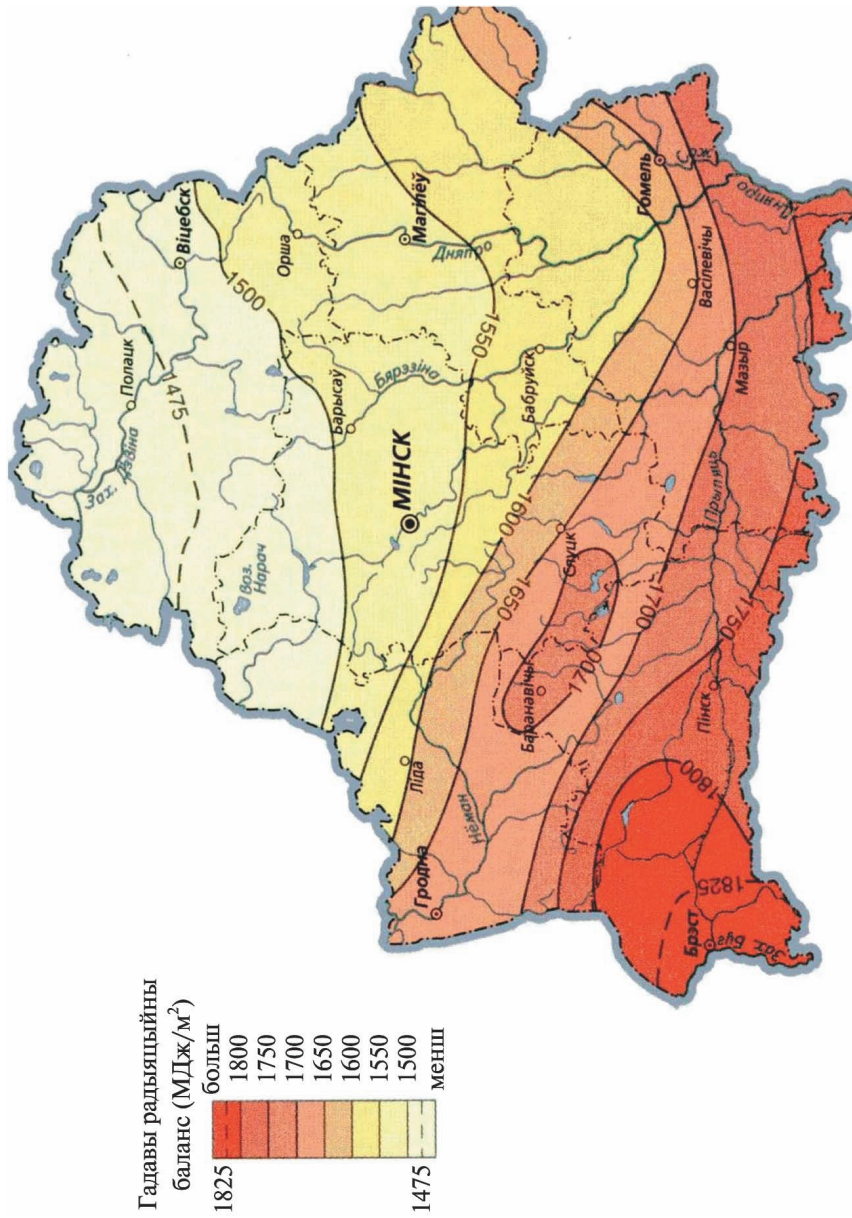 Гадавы радыяцыйны
баланс (МДж/м²)
больш
1825
1800
1750
1700
1650
1600
1550
1500
1475
менш
Полацк
Зах. Дзвіна
1475
Віцебск
воз.
Нарач
1500
Орша
Барысаў
Магілёў
Дняпро
МІНСК
Бярэзіна
1550
Ліда
Бабруйск
1600
Гродна
Нёман
1650
Слуцк
Баранавічы
1700
Гомель
Сож
Васілевічы
1700
Мазыр
Дняпро
Прыпяць
1750
Пінск
1800
1825
Брэст
Зах. Буг